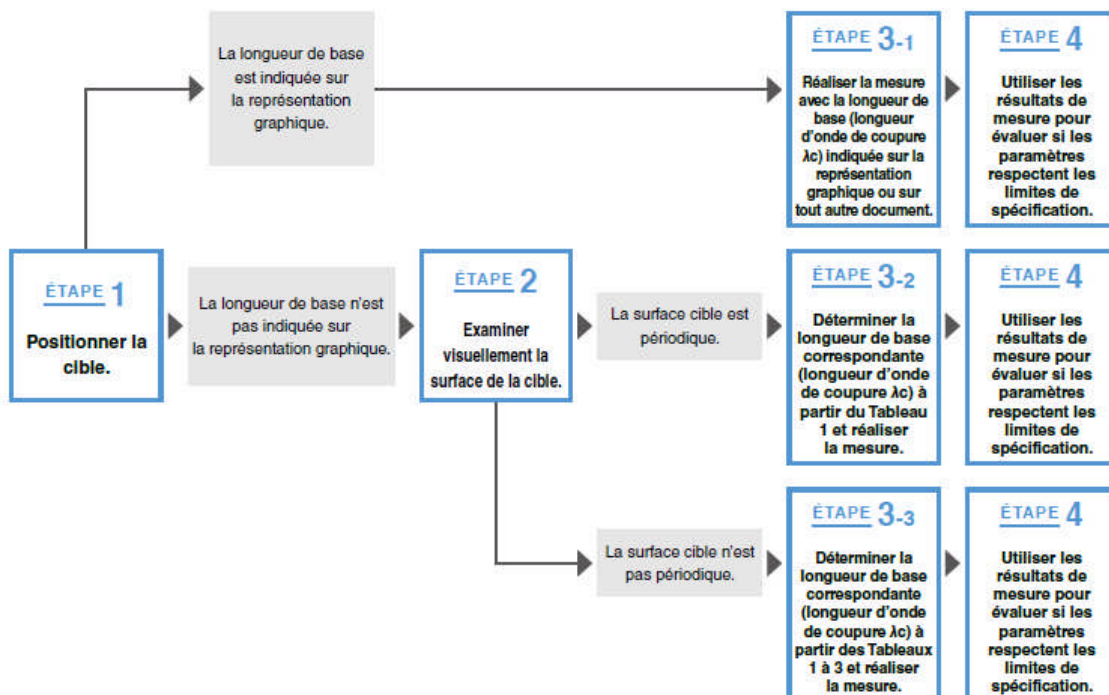 La longueur de base
est indiquée sur
la représentation
graphique.
ÉTAPE 3-1
Réaliser la mesure
avec la longueur de
base (longueur
d'onde de coupure
λc) indiquée sur la
représentation
graphique ou sur
tout autre document.
ÉTAPE 4
Utiliser les
résultats de
mesure pour
évaluer si les
paramètres
respectent les
limites de
spécification.
ÉTAPE 1
Positionner la
cible.
La longueur de base n'est
pas indiquée sur
la représentation graphique.
ÉTAPE 2
Examiner
visuellement la
surface de la cible.
La surface cible est
périodique.
ÉTAPE 3-2
Déterminer la
longueur de base
correspondante
(longueur d'onde
de coupure λc) à
partir du Tableau
1 et réaliser
la mesure.
ÉTAPE 4
Utiliser les
résultats de
mesure pour
évaluer si les
paramètres
respectent les
limites de
spécification.
La surface cible n'est
pas périodique.
ÉTAPE 3-3
Déterminer la
longueur de base
correspondante
(longueur d'onde
de coupure λc) à
partir des Tableaux
1 à 3 et réaliser
la mesure.
ÉTAPE 4
Utiliser les
résultats de
mesure pour
évaluer si les
paramètres
respectent les
limites de
spécification.